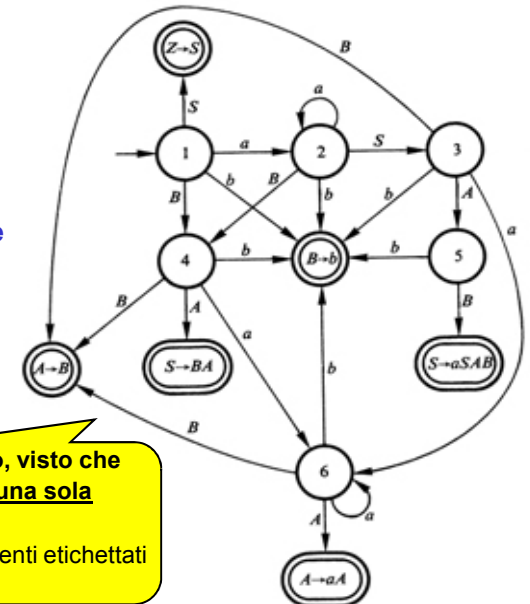 Z→S
B
S
a
1
a
2
S
3
B
b
B
b
b
A
a
e
4
b
B→b
b
5
B
A
a
B
A→B
S→BA
b
S→aSAB
B
6
a
A
A→aA
o, visto che
una sola
enti etichettati